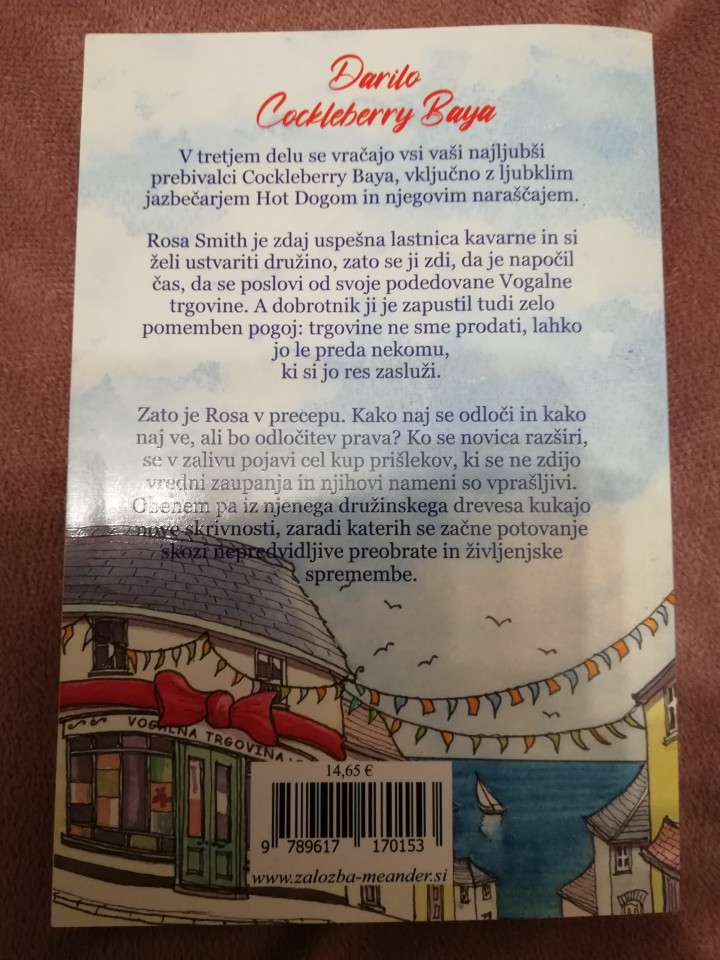 Darilo
Cockleberry Baya
V tretjem delu se vračajo vsi vaši najljubši
prebivalci Cockleberry Baya, vključno z ljubklim
jazbečarjem Hot Dogom in njegovim naraščajem.
Rosa Smith je zdaj uspešna lastnica kavarne in si
želi ustvariti družino, zato se ji zdi, da je napočil
čas, da se poslovi od svoje podedovane Vogalne
trgovine. A dobrotnik ji je zapustil tudi zelo
pomemben pogoj: trgovine ne sme prodati, lahko
jo le preda nekomu,
ki si jo res zasluži.
Zato je Rosa v precepu. Kako naj se odloči in kako
naj ve, ali bo odločitev prava? Ko se novica razširi,
se v zalivu pojavi cel kup prišlekov, ki se ne zdijo
vredni zaupanja in njihovi nameni so vprašljivi.
Obenem pa iz njenega družinskega drevesa kukajo
nove skrivnosti, zaradi katerih se začne potovanje
skozi nepredvidljive preobrate in življenjske
spremembe.
VOGALNA TRGOVINA
14,65 €
9 789617 170153
www.zalozba-meander.si